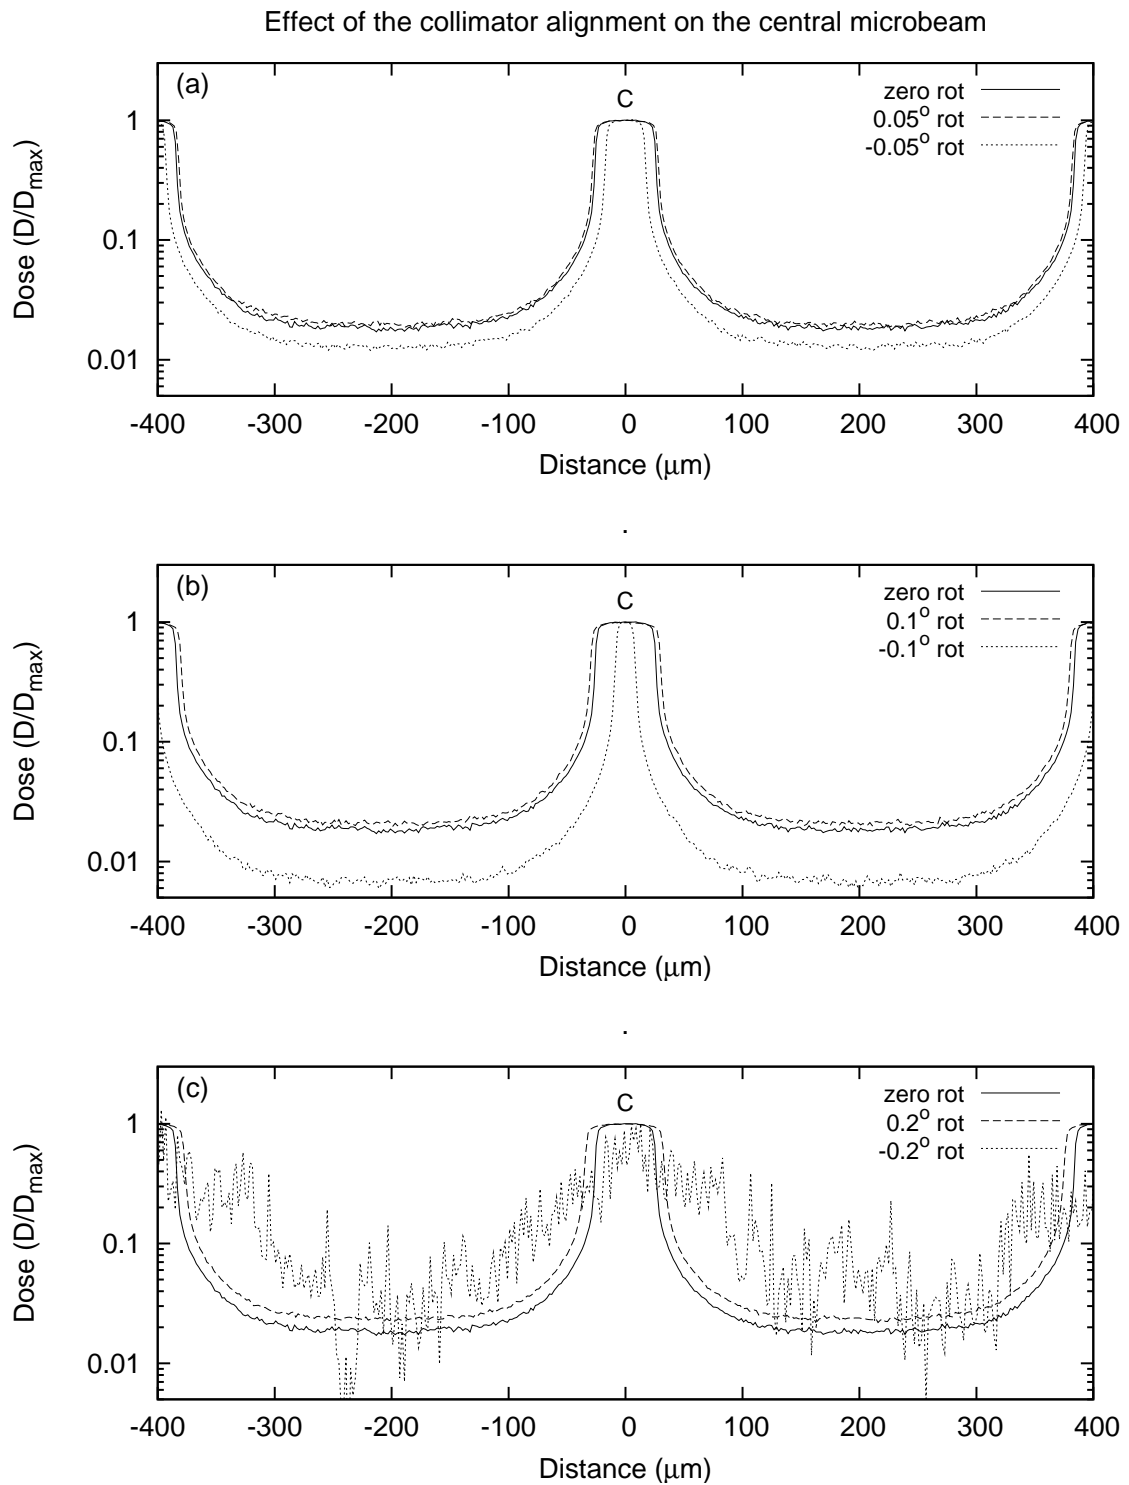 Effect of the collimator alignment on the central microbeam
(a)
C
zero rot
0.05° rot
-0.05° rot
1
0.1
0.01
Dose (D/Dmax)
-400 -300 -200 -100 0 100 200 300 400
Distance (μm)
.
(b)
C
zero rot
0.1° rot
-0.1° rot
1
0.1
0.01
Dose (D/Dmax)
-400 -300 -200 -100 0 100 200 300 400
Distance (μm)
.
(c)
C
zero rot
0.2° rot
-0.2° rot
1
0.1
0.01
Dose (D/Dmax)
-400 -300 -200 -100 0 100 200 300 400
Distance (μm)